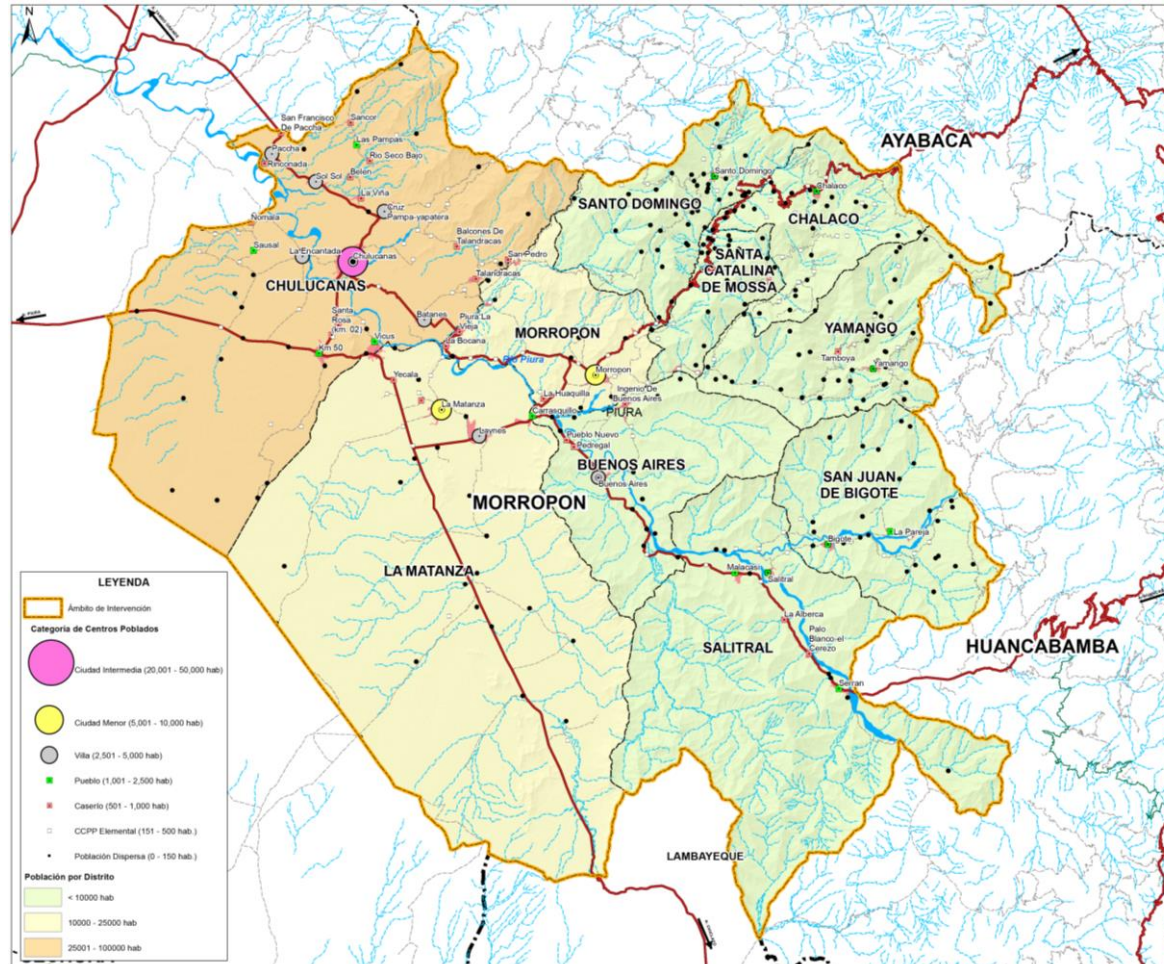 N
AYABACA
San Francisco
De Paccha
Sancor
Las Pampas
Paccha
Rinconada
Rio Seco Bajo
Sol Sol
Belén
La Viña
Santo Domingo
Chalaco
SANTO DOMINGO
CHALACO
Cruz
Pampa-yapatera
Nomala
Sausal
La Encantada
Chulucanas
CHULUCANAS
Balcones De
Talandracas
San Pedro
Talandracas
SANTA
CATALINA
DE MOSSA
Santa
Rosa
(km. 02)
Batanes
Piura La
Vieja
La Bocana
Vicus
Km 50
MORROPON
YAMANGO
Tamboya
Yamango
Rio Piura
Morropon
Yecala
La Matanza
La Huaquilla
Ingenio De
Buenos Aires
PIURA
Carrasquillo
Laynes
Pueblo Nuevo
Pedregal
BUENOS AIRES
Buenos Aires
SAN JUAN
DE BIGOTE
MORROPON
La Pareja
Bigote
LA MATANZA
Malacasi
Salitral
La Alberca
Palo
Blanco-el
Cerezo
SALITRAL
HUANCABAMBA
Serran
LAMBAYEQUE
LEYENDA
Ámbito de Intervención
Categoría de Centros Poblados
Ciudad Intermedia (20,001 - 50,000 hab)
Ciudad Menor (5,001 - 10,000 hab)
Villa (2,501 - 5,000 hab)
Pueblo (1,001 - 2,500 hab)
Caserío (501 - 1,000 hab)
CCPP Elemental (151 - 500 hab.)
Población Dispersa (0 - 150 hab.)
Población por Distrito
< 10000 hab
10000 - 25000 hab
25001 - 100000 hab